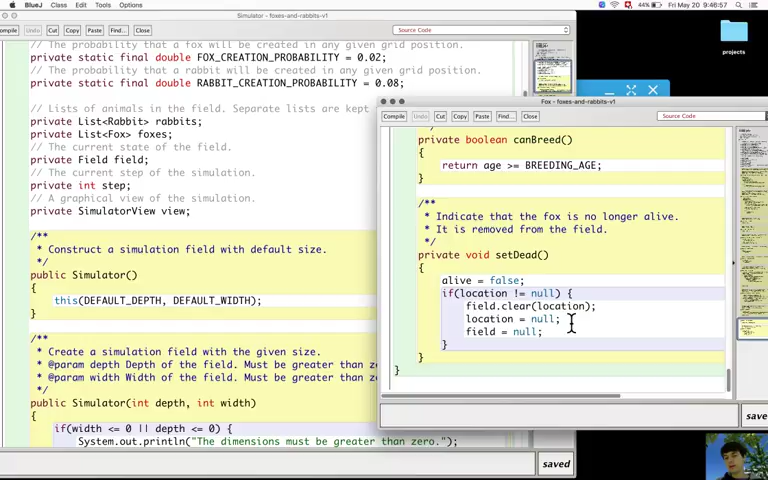 BlueJ Class Edit Tools Options
44% Fri May 20 9:46:57
Simulator - foxes-and-rabbits-v1
Compile Undo Cut Copy Paste Find... Close Source Code
// The probability that a fox will be created in any given grid position.
private static final double FOX_CREATION_PROBABILITY = 0.02;
// The probability that a rabbit will be created in any given position.
private static final double RABBIT_CREATION_PROBABILITY = 0.08;
// Lists of animals in the field. Separate lists are kept
private List<Rabbit> rabbits;
private List<Fox> foxes;
// The current state of the field.
private Field field;
// The current step of the simulation.
private int step;
// A graphical view of the simulation.
private SimulatorView view;
/**
* Construct a simulation field with default size.
*/
public Simulator()
{
this(DEFAULT_DEPTH, DEFAULT_WIDTH);
}
/**
* Create a simulation field with the given size.
* @param depth Depth of the field. Must be greater than ze
* @param width Width of the field. Must be greater than ze
*/
public Simulator(int depth, int width)
{
if(width <= 0 || depth <= 0) {
System.out.println("The dimensions must be greater than zero.");
saved
projects
Fox - foxes-and-rabbits-v1
Compile Undo Cut Copy Paste Find... Close Source Code
*/
private boolean canBreed()
{
return age >= BREEDING_AGE;
}
/**
* Indicate that the fox is no longer alive.
* It is removed from the field.
*/
private void setDead()
{
alive = false;
if(location != null) {
field.clear(location);
location = null;
field = null;
}
}
}
save